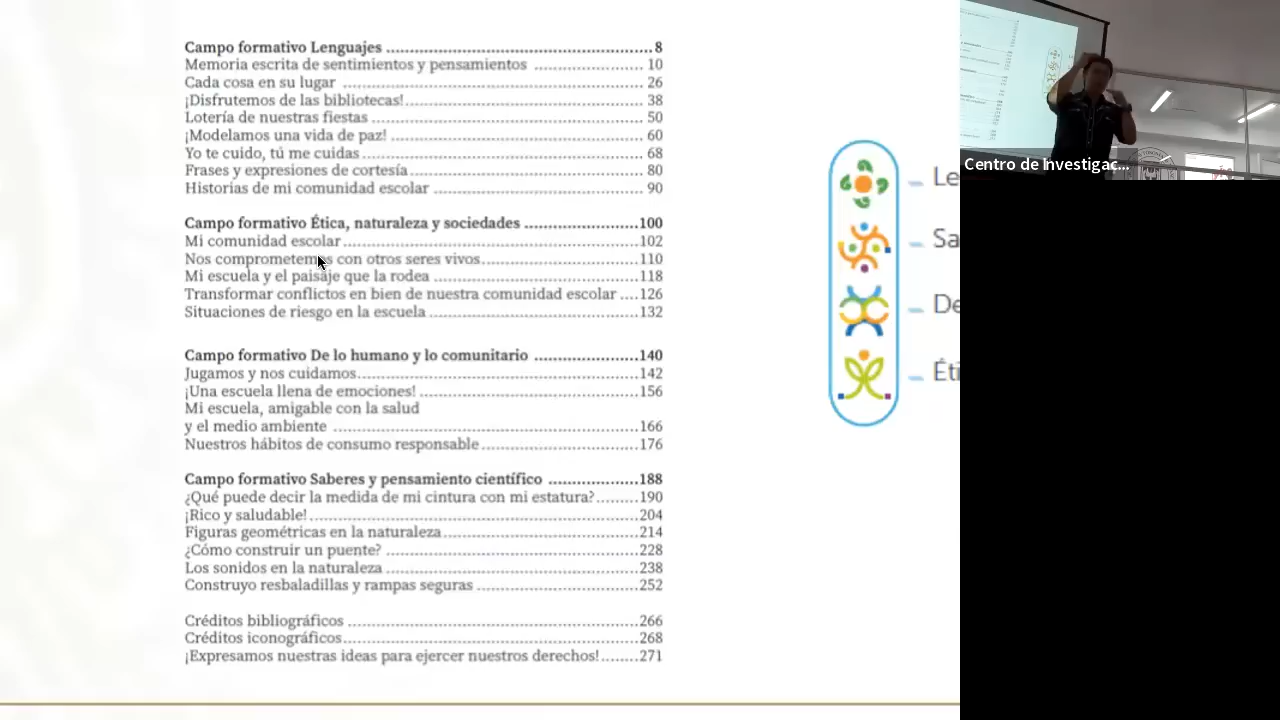 Campo formativo Lenguajes ........................................................8
Memoria escrita de sentimientos y pensamientos ....................... 10
Cada cosa en su lugar ............................................................... 26
¡Disfrutemos de las bibliotecas!.................................................. 38
Lotería de nuestras fiestas .......................................................... 50
¡Modelamos una vida de paz! ..................................................... 60
Yo te cuido, tú me cuidas ............................................................ 68
Frases y expresiones de cortesía ................................................. 80
Historias de mi comunidad escolar ............................................. 90
Campo formativo Ética, naturaleza y sociedades ........................100
Mi comunidad escolar ...............................................................102
Nos comprometemos con otros seres vivos..................................110
Mi escuela y el paisaje que la rodea ...........................................118
Transformar conflictos en bien de nuestra comunidad escolar ....126
Situaciones de riesgo en la escuela ............................................132
Campo formativo De lo humano y lo comunitario ......................140
Jugamos y nos cuidamos............................................................142
¡Una escuela llena de emociones! ...............................................156
Mi escuela, amigable con la salud
y el medio ambiente .................................................................166
Nuestros hábitos de consumo responsable..................................176
Campo formativo Saberes y pensamiento científico ...................188
¿Qué puede decir la medida de mi cintura con mi estatura?.........190
¡Rico y saludable! .....................................................................204
Figuras geométricas en la naturaleza.........................................214
¿Cómo construir un puente? .....................................................228
Los sonidos en la naturaleza .....................................................238
Construyo resbaladillas y rampas seguras ..................................252
Créditos bibliográficos ..............................................................266
Créditos iconográficos...............................................................268
¡Expresamos nuestras ideas para ejercer nuestros derechos!........271
Le
Sa
De
Éti
Centro de Investigac...